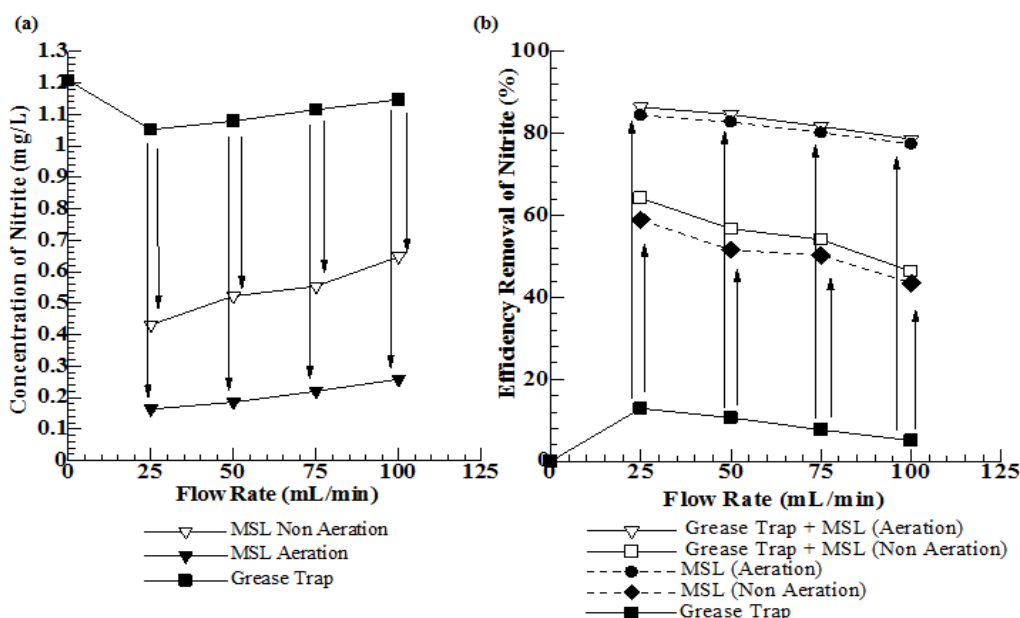 (a)
Concentration of Nitrite (mg/L)
1.3
1.2
1.1
1
0.9
0.8
0.7
0.6
0.5
0.4
0.3
0.2
0.1
0
0 25 50 75 100 125
Flow Rate (mL/min)
MSL Non Aeration
MSL Aeration
Grease Trap
(b)
Efficiency Removal of Nitrite (%)
100
80
60
40
20
0
0 25 50 75 100 125
Flow Rate (mL/min)
Grease Trap + MSL (Aeration)
Grease Trap + MSL (Non Aeration)
MSL (Aeration)
MSL (Non Aeration)
Grease Trap